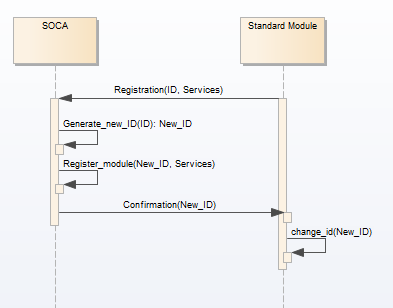 SOCA
Standard Module
Registration(ID, Services)
Generate_new_ID(ID): New_ID
Register_module(New_ID, Services)
Confirmation(New_ID)
change_id(New_ID)